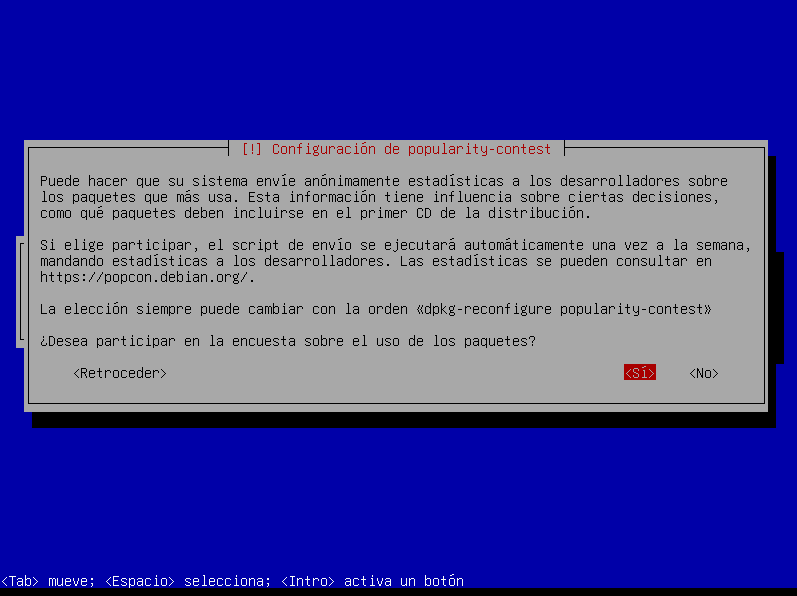 [!] Configuración de popularity-contest
Puede hacer que su sistema envíe anónimamente estadísticas a los desarrolladores sobre
los paquetes que más usa. Esta información tiene influencia sobre ciertas decisiones,
como qué paquetes deben incluirse en el primer CD de la distribución.
Si elige participar, el script de envío se ejecutará automáticamente una vez a la semana,
mandando estadísticas a los desarrolladores. Las estadísticas se pueden consultar en
https://popcon.debian.org/.
La elección siempre puede cambiar con la orden «dpkg-reconfigure popularity-contest»
¿Desea participar en la encuesta sobre el uso de los paquetes?
<Retroceder> <Sí> <No>
<Tab> mueve; <Espacio> selecciona; <Intro> activa un botón